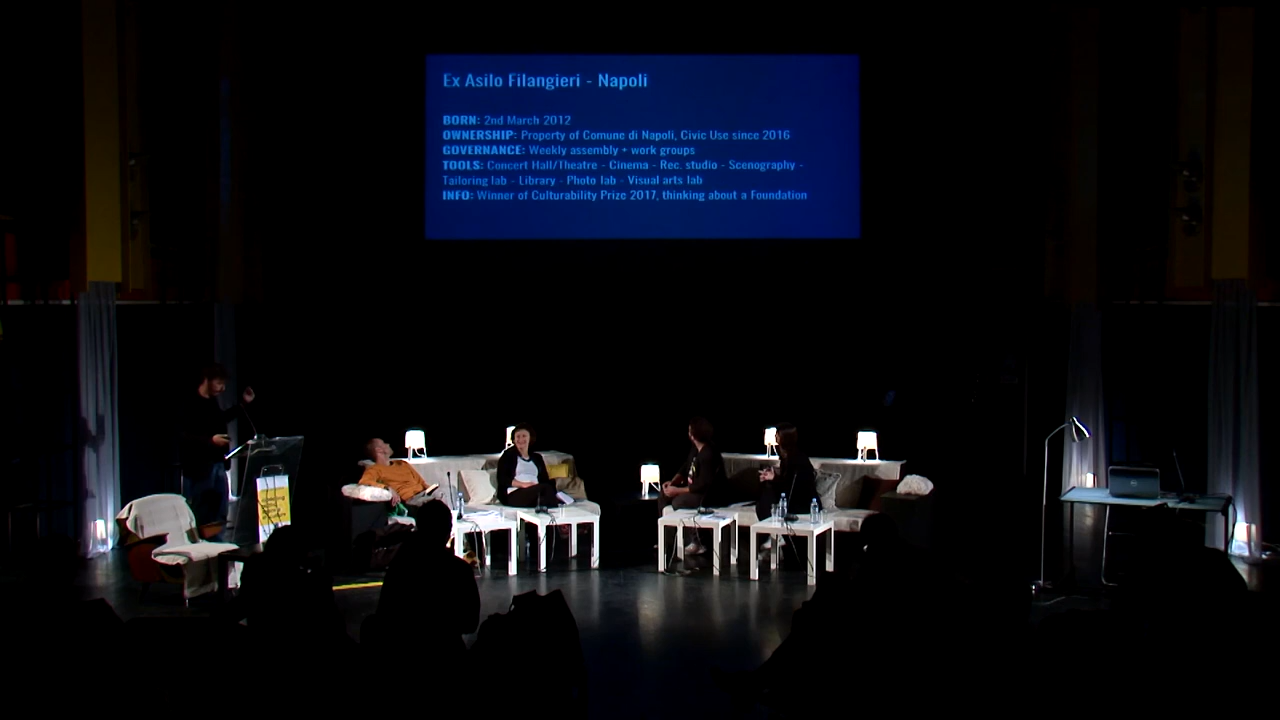 Ex Asilo Filangieri - Napoli
BORN: 2nd March 2012
OWNERSHIP: Property of Comune di Napoli, Civic Use since 2016
GOVERNANCE: Weekly assembly + work groups
TOOLS: Concert Hall/Theatre - Cinema - Rec. studio - Scenography -
Tailoring lab - Library - Photo lab - Visual arts lab
INFO: Winner of Culturability Prize 2017, thinking about a Foundation